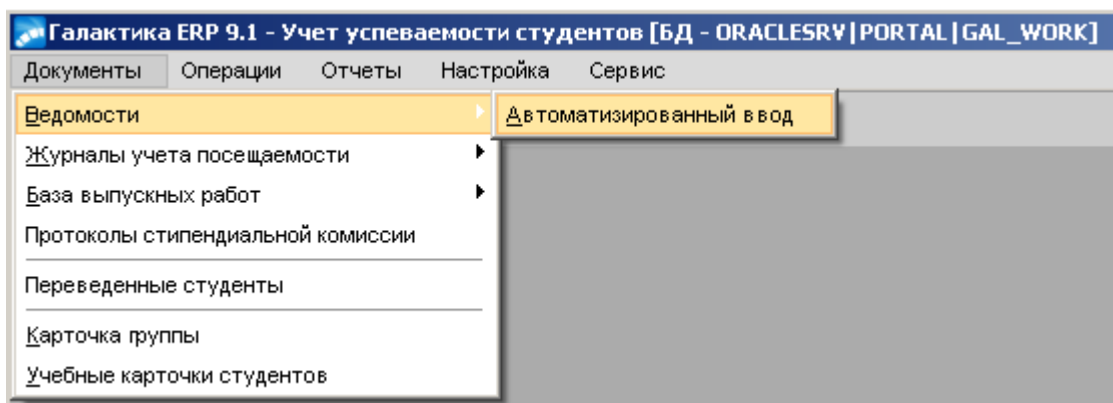 Галактика ERP 9.1 - Учет успеваемости студентов [БД - ORACLESRV|PORTAL|GAL_WORK]
Документы Операции Отчеты Настройка Сервис
Ведомости Автоматизированный ввод
Журналы учета посещаемости
База выпускных работ
Протоколы стипендиальной комиссии
Переведенные студенты
Карточка группы
Учебные карточки студентов